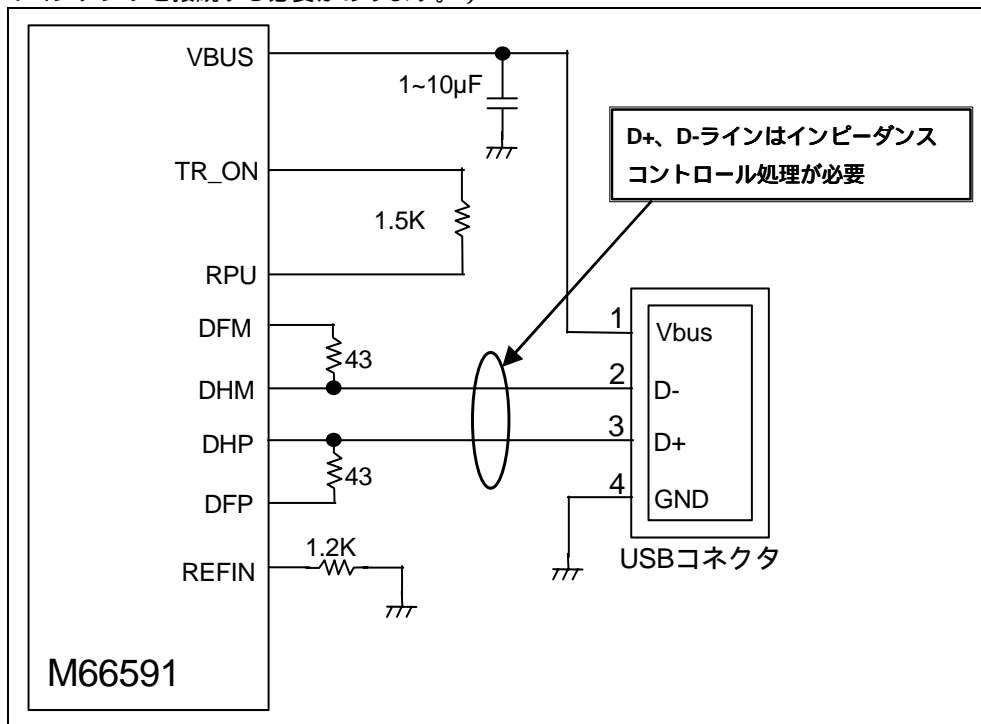 VBUS
1~10µF
D+、D-ラインはインピーダンス
コントロール処理が必要
TR_ON
1.5K
RPU
DFM
43
DHM
DHP
43
DFP
1.2K
REFIN
M66591
1
Vbus
2
D-
3
D+
4
GND
USBコネクタ